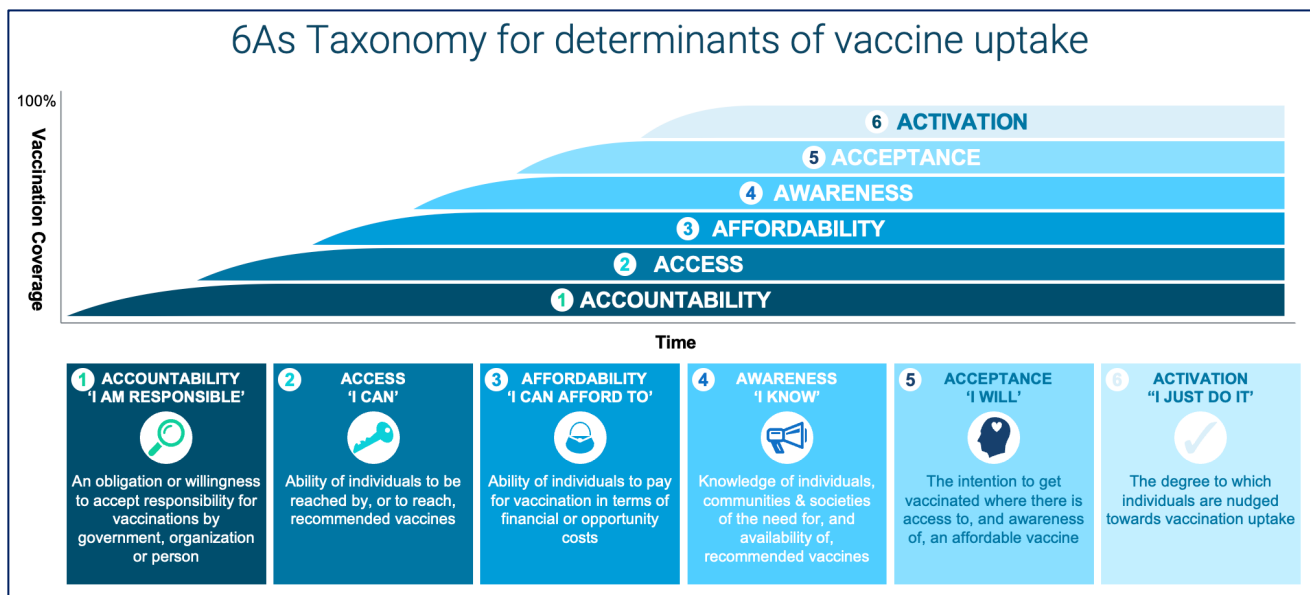 6As Taxonomy for determinants of vaccine uptake
100%
Vaccination Coverage
6 ACTIVATION
5 ACCEPTANCE
4 AWARENESS
3 AFFORDABILITY
2 ACCESS
1 ACCOUNTABILITY
Time
1 ACCOUNTABILITY
'I AM RESPONSIBLE'
An obligation or willingness
to accept responsibility for
vaccinations by
government, organization
or person
2 ACCESS
'I CAN'
Ability of individuals to be
reached by, or to reach,
recommended vaccines
3 AFFORDABILITY
'I CAN AFFORD TO'
Ability of individuals to pay
for vaccination in terms of
financial or opportunity
costs
4 AWARENESS
'I KNOW'
Knowledge of individuals,
communities & societies
of the need for, and
availability of,
recommended vaccines
5 ACCEPTANCE
'I WILL'
The intention to get
vaccinated where there is
access to, and awareness
of, an affordable vaccine
6 ACTIVATION
"I JUST DO IT'
The degree to which
individuals are nudged
towards vaccination uptake